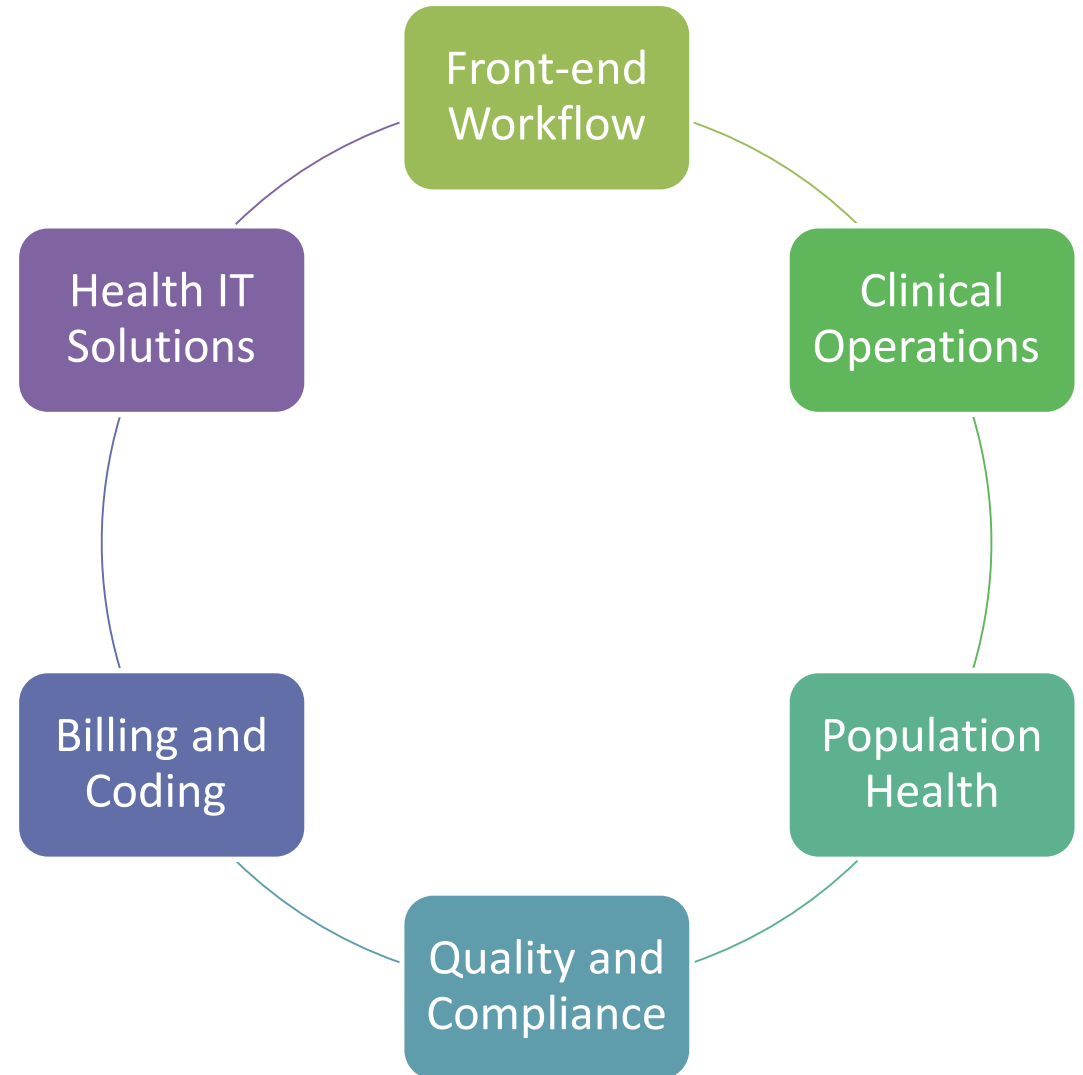 Front-end
Workflow
Clinical
Operations
Population
Health
Quality and
Compliance
Billing and
Coding
Health IT
Solutions